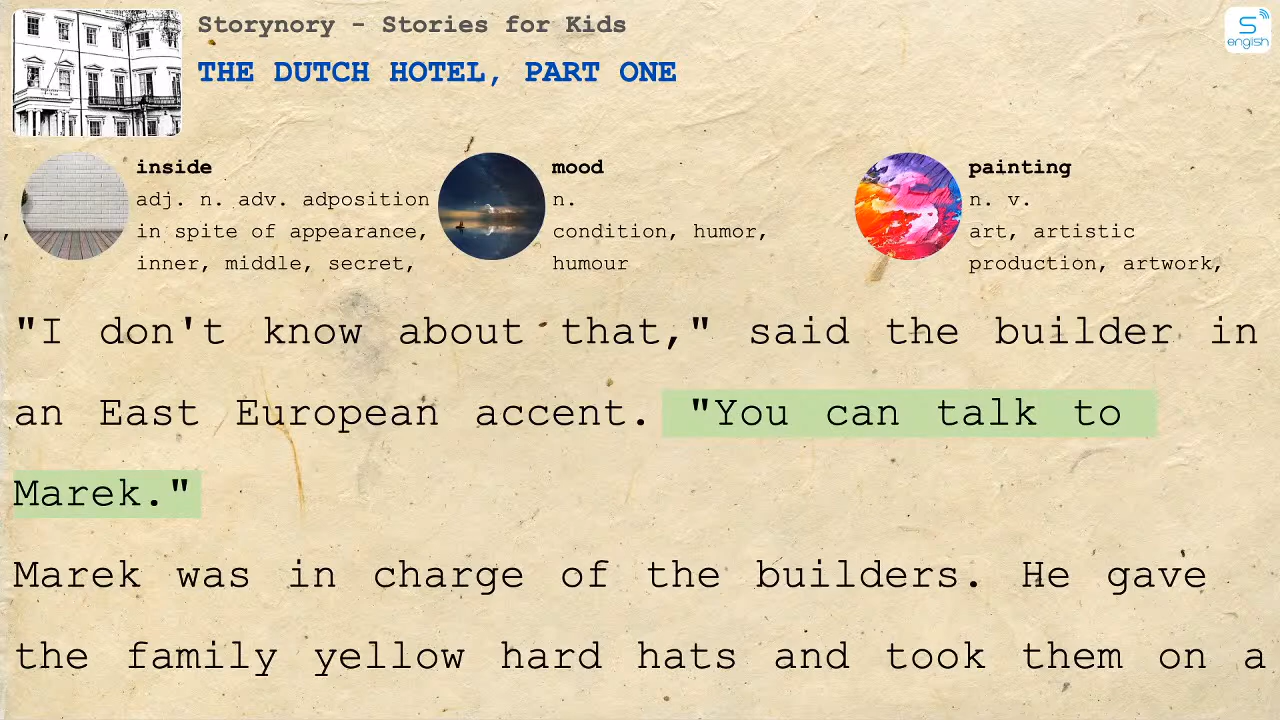 Storynory - Stories for Kids
THE DUTCH HOTEL, PART ONE
S
english
inside
adj. n. adv. adposition
in spite of appearance,
inner, middle, secret,
mood
n.
condition, humor,
humour
painting
n. v.
art, artistic
production, artwork,
,
"I don't know about that," said the builder in
an East European accent. "You can talk to
Marek."
Marek was in charge of the builders. He gave
the family yellow hard hats and took them on a